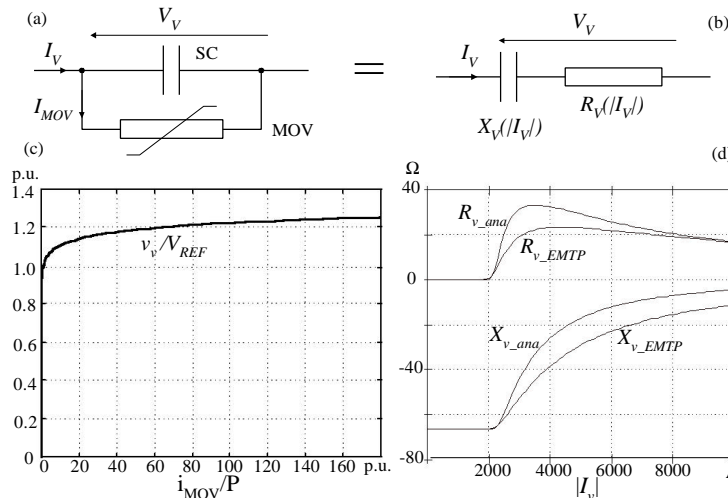 (a)
V_V
I_V
SC
I_MOV
MOV
=
(b)
V_V
I_V
X_V(|I_V|)
R_V(|I_V|)
(c)
p.u.
1.4
1.2
1.0
0.8
0.6
0.4
0.2
0
v_v/V_REF
0 20 40 60 80 100 120 140 160 p.u.
i_MOV/P
(d)
Ω
40
0
-40
-80
R_v_ana
R_v_EMTP
X_v_ana
X_v_EMTP
2000 4000 6000 8000
|I_v|